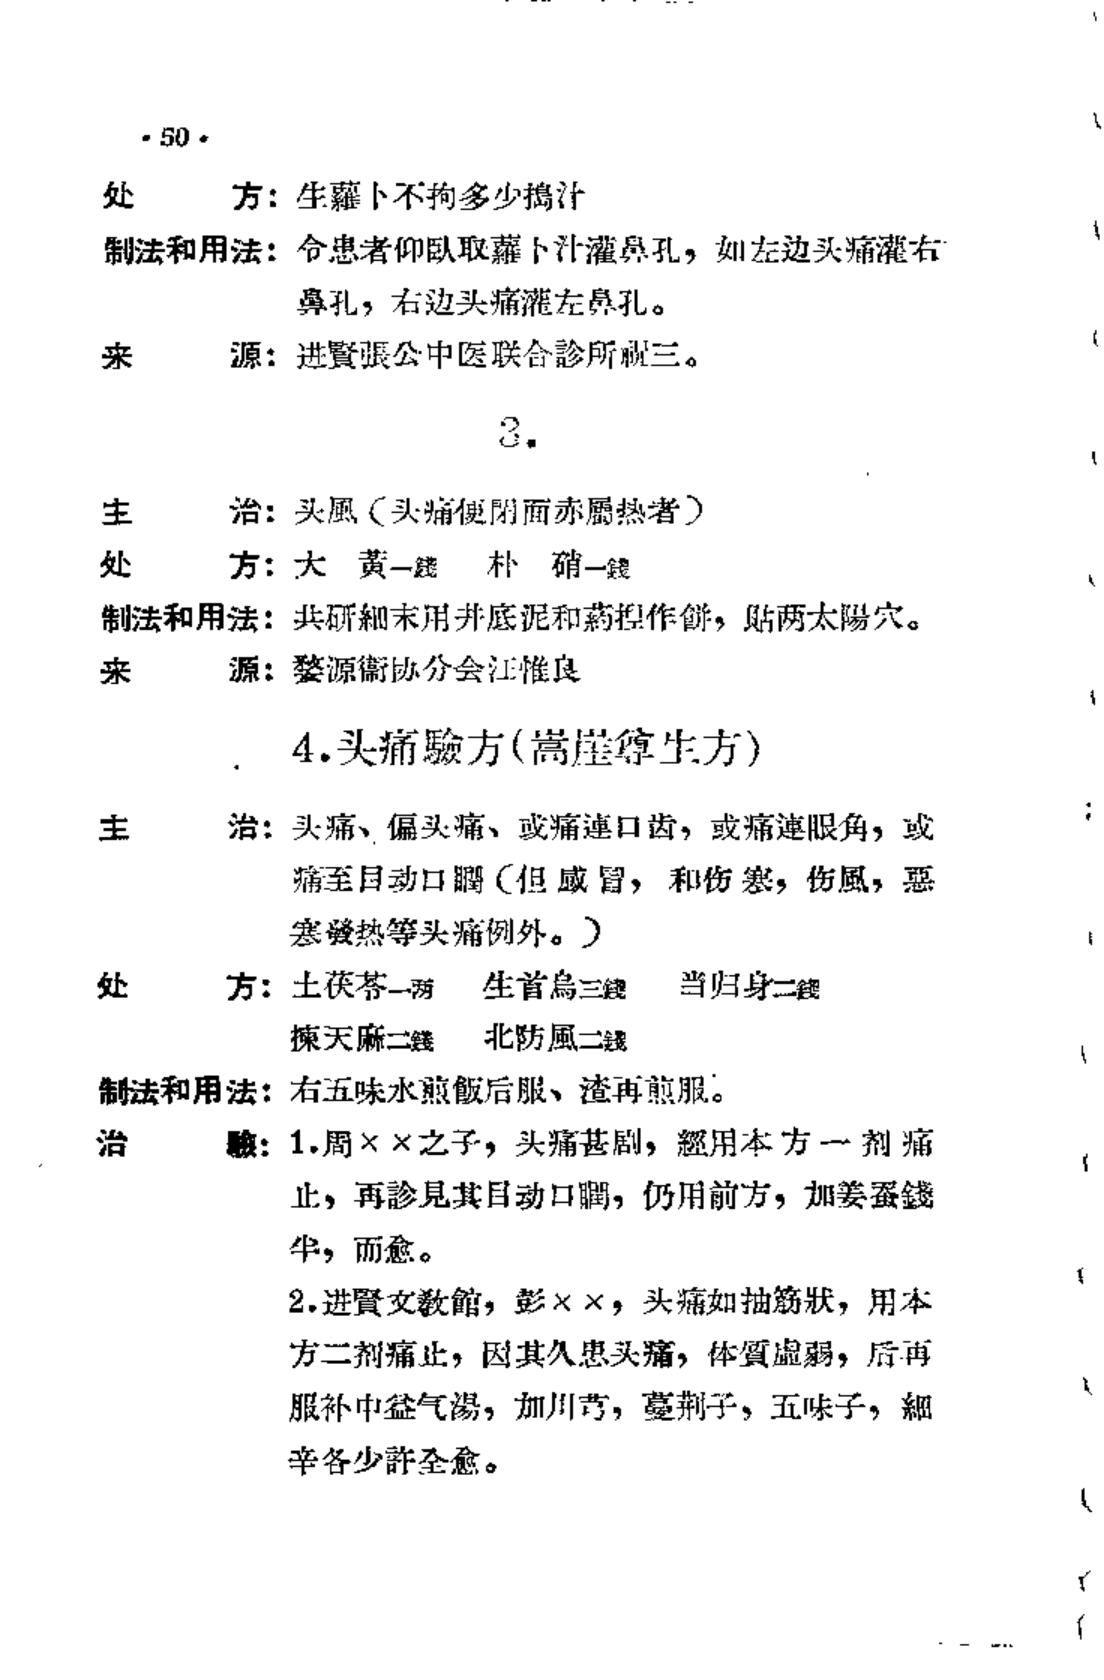 ·50·
处 方：生蘿卜不拘多少搗汁
制法和用法：令患者仰臥取蘿卜汁灌鼻孔，如左边头痛灌右
鼻孔，右边头痛灌左鼻孔。
来 源：进賢張公中医联合診所祝三。
3.
主 治：头風（头痛便閉面赤屬热者）
处 方：大 黃一錢 朴 硝一錢
制法和用法：共研細末用井底泥和葯捏作餅，貼两太陽穴。
来 源：婺源衞协分会江惟良
4.头痛驗方（嵩崖尊生方）
主 治：头痛、偏头痛、或痛連口齿，或痛連眼角，或
痛至目动口瞤（但感冒，和伤寒，伤風，惡
寒發热等头痛例外。）
处 方：土茯苓一两 生首烏三錢 当归身二錢
揀天麻二錢 北防風二錢
制法和用法：右五味水煎飯后服、渣再煎服。
治 驗：1.周××之子，头痛甚剧，經用本方一剂痛
止，再診見其目动口瞤，仍用前方，加姜蚕錢
半，而愈。
2.进賢文教館，彭××，头痛如抽筋狀，用本
方二剂痛止，因其久患头痛，体質虛弱，后再
服补中益气湯，加川芎，蔓荆子，五味子，細
辛各少許全愈。